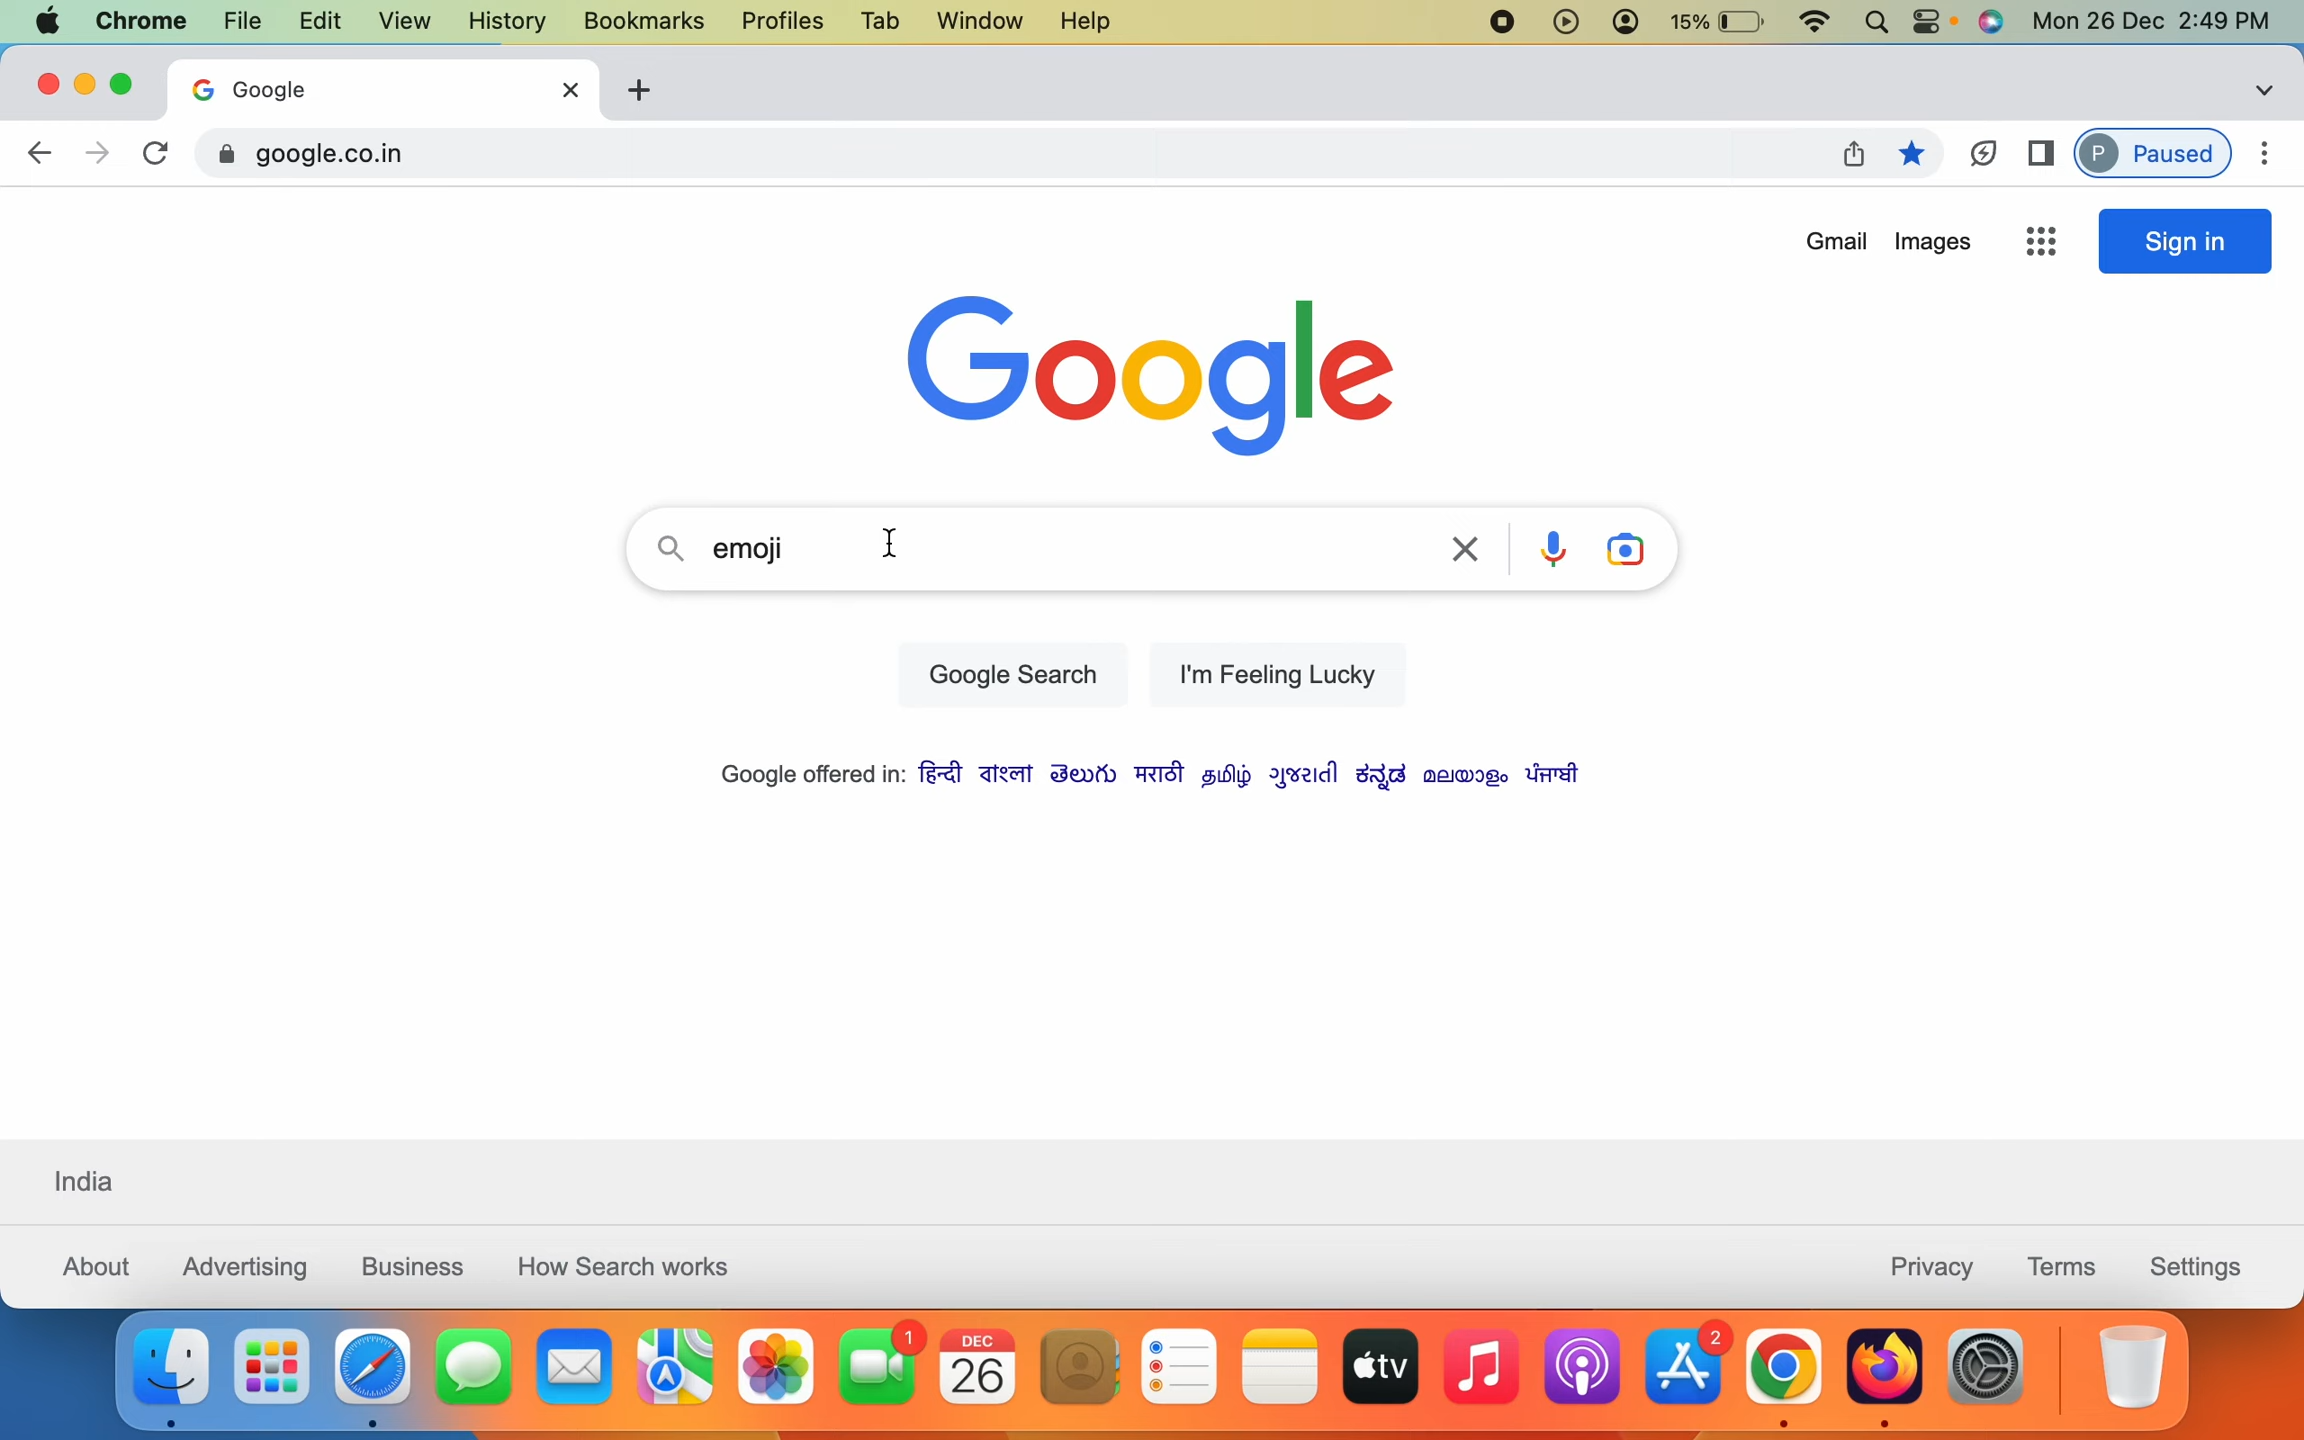 Chrome File Edit View History Bookmarks Profiles Tab Window Help 15% Mon 26 Dec 2:49 PM
Google
google.co.in P Paused
Gmail Images Sign in
Google
emoji
Google Search I'm Feeling Lucky
Google offered in: हिन्दी বাংলা తెలుగు मराठी தமிழ் ગુજરાતી ಕನ್ನಡ മലയാളം ਪੰਜਾਬੀ
India
About Advertising Business How Search works Privacy Terms Settings
1 DEC 2
26 tv